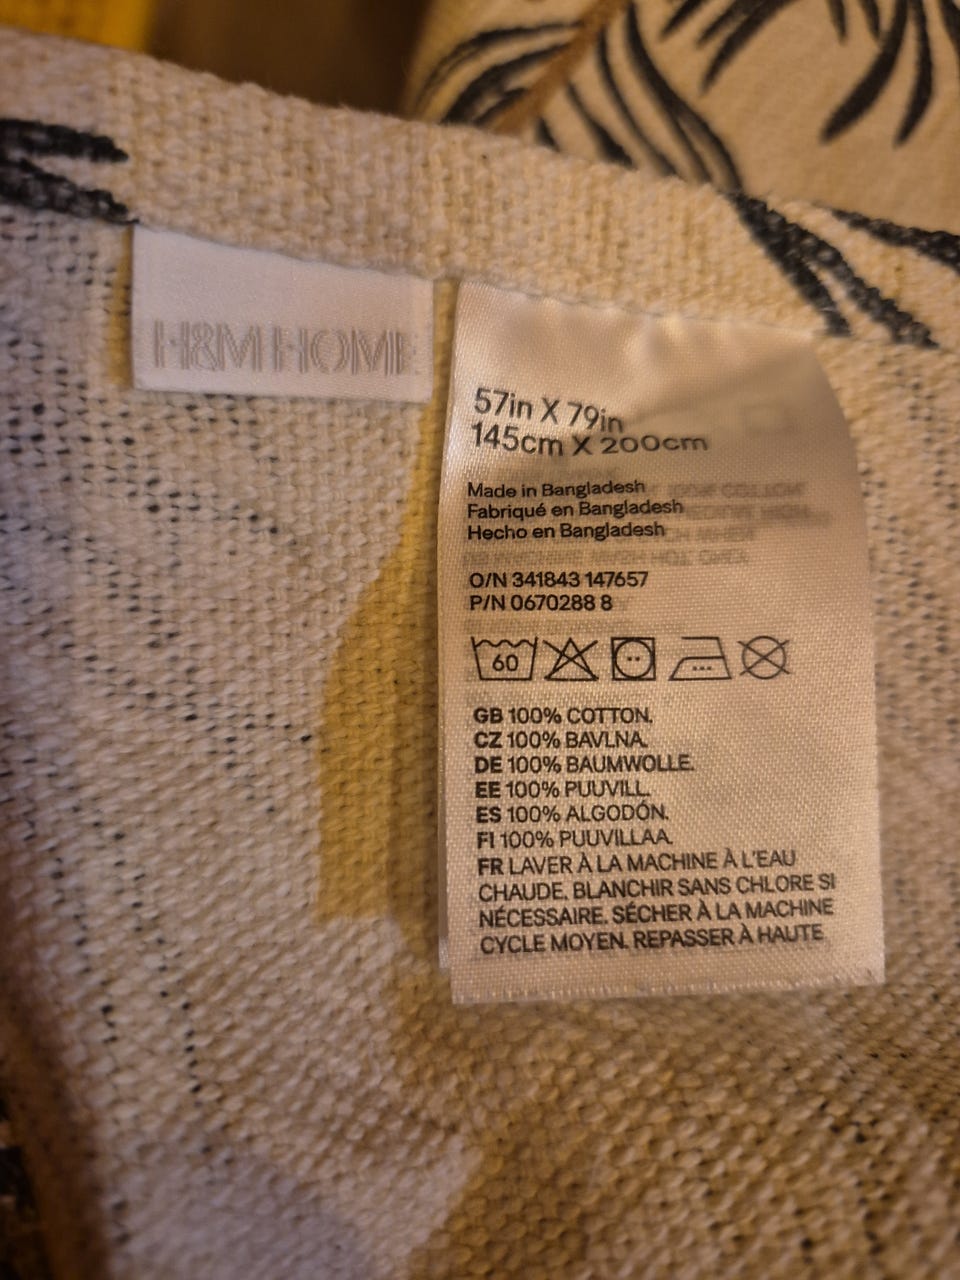 H&M HOME
57in X 79in
145cm X 200cm
Made in Bangladesh
Fabriqué en Bangladesh
Hecho en Bangladesh
O/N 341843 147657
P/N 0670288 8
60
GB 100% COTTON.
CZ 100% BAVLNA.
DE 100% BAUMWOLLE.
EE 100% PUUVILL.
ES 100% ALGODÓN.
FI 100% PUUVILLAA.
FR LAVER À LA MACHINE À L'EAU
CHAUDE. BLANCHIR SANS CHLORE SI
NÉCESSAIRE. SÉCHER À LA MACHINE
CYCLE MOYEN. REPASSER À HAUTE